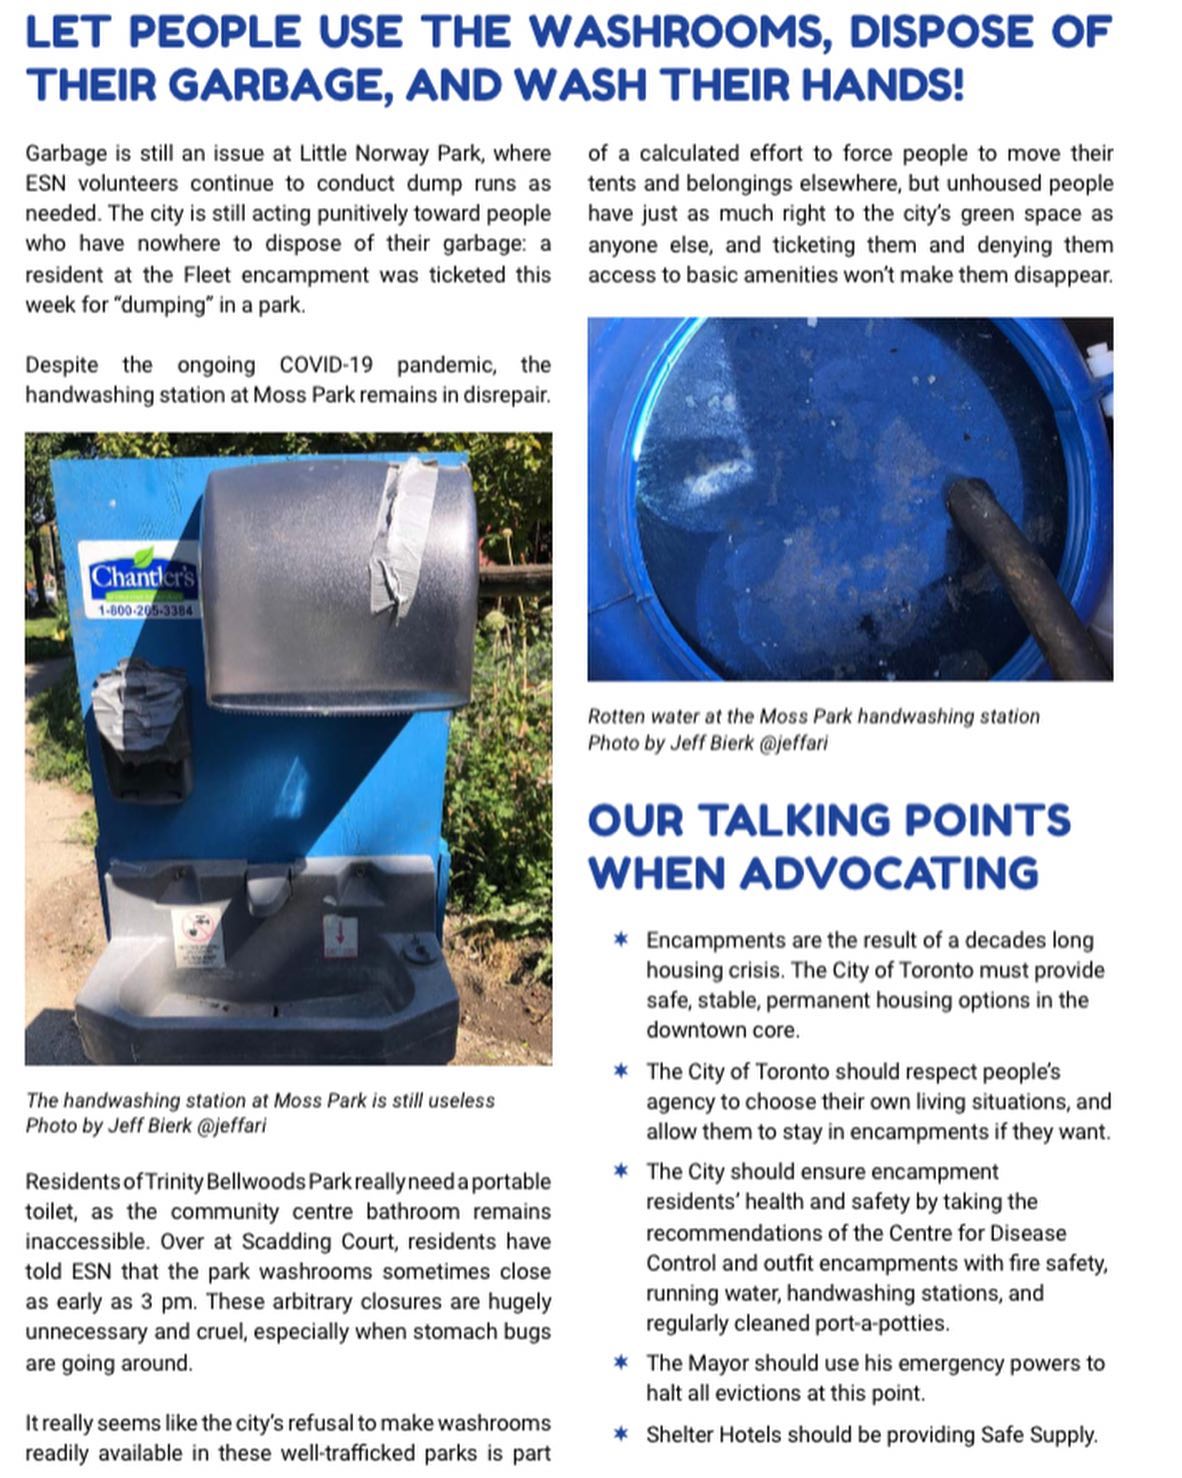 LET PEOPLE USE THE WASHROOMS, DISPOSE OF
THEIR GARBAGE, AND WASH THEIR HANDS!
Garbage is still an issue at Little Norway Park, where
ESN volunteers continue to conduct dump runs as
needed. The city is still acting punitively toward people
who have nowhere to dispose of their garbage: a
resident at the Fleet encampment was ticketed this
week for “dumping” in a park.
Despite the ongoing COVID-19 pandemic, the
handwashing station at Moss Park remains in disrepair.
Chantler's
1-800-265-3384
The handwashing station at Moss Park is still useless
Photo by Jeff Bierk @jeffari
Residents of Trinity Bellwoods Park really need a portable
toilet, as the community centre bathroom remains
inaccessible. Over at Scadding Court, residents have
told ESN that the park washrooms sometimes close
as early as 3 pm. These arbitrary closures are hugely
unnecessary and cruel, especially when stomach bugs
are going around.
It really seems like the city's refusal to make washrooms
readily available in these well-trafficked parks is part
of a calculated effort to force people to move their
tents and belongings elsewhere, but unhoused people
have just as much right to the city's green space as
anyone else, and ticketing them and denying them
access to basic amenities won't make them disappear.
Rotten water at the Moss Park handwashing station
Photo by Jeff Bierk @jeffari
OUR TALKING POINTS
WHEN ADVOCATING
✶ Encampments are the result of a decades long
housing crisis. The City of Toronto must provide
safe, stable, permanent housing options in the
downtown core.
✶ The City of Toronto should respect people's
agency to choose their own living situations, and
allow them to stay in encampments if they want.
✶ The City should ensure encampment
residents' health and safety by taking the
recommendations of the Centre for Disease
Control and outfit encampments with fire safety,
running water, handwashing stations, and
regularly cleaned port-a-potties.
✶ The Mayor should use his emergency powers to
halt all evictions at this point.
✶ Shelter Hotels should be providing Safe Supply.